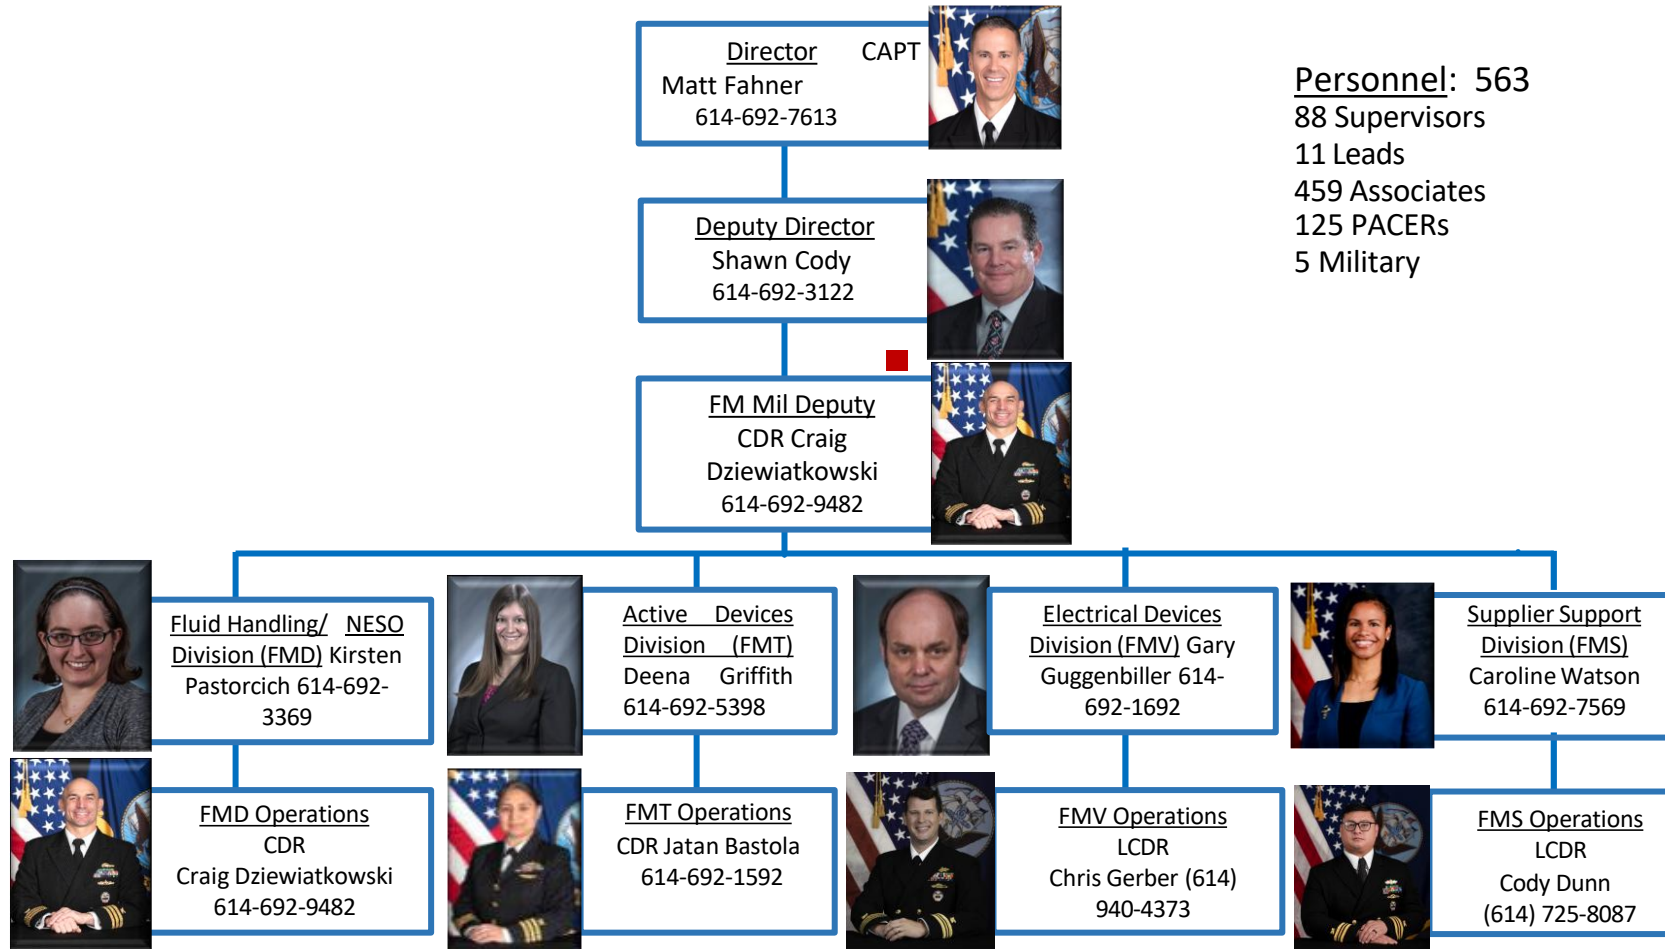 Director CAPT
Matt Fahner
614-692-7613
Personnel: 563
88 Supervisors
11 Leads
459 Associates
125 PACERs
5 Military
Deputy Director
Shawn Cody
614-692-3122
FM Mil Deputy
CDR Craig
Dziewiatkowski
614-692-9482
Fluid Handling/ NESO
Division (FMD) Kirsten
Pastorcich 614-692-
3369
Active Devices
Division (FMT)
Deena Griffith
614-692-5398
Electrical Devices
Division (FMV) Gary
Guggenbiller 614-
692-1692
Supplier Support
Division (FMS)
Caroline Watson
614-692-7569
FMD Operations
CDR
Craig Dziewiatkowski
614-692-9482
FMT Operations
CDR Jatan Bastola
614-692-1592
FMV Operations
LCDR
Chris Gerber (614)
940-4373
FMS Operations
LCDR
Cody Dunn
(614) 725-8087